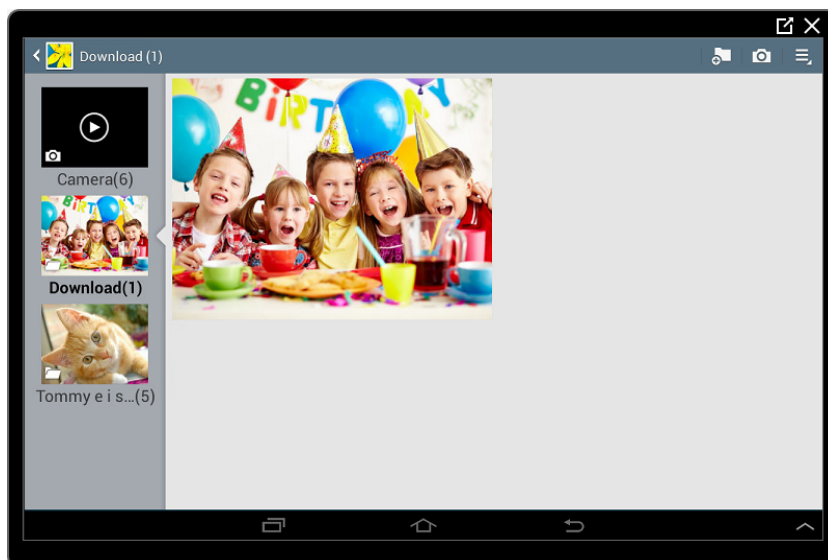 Download (1)
Camera(6)
BIRTHDAY
Download(1)
Tommy e i s...(5)